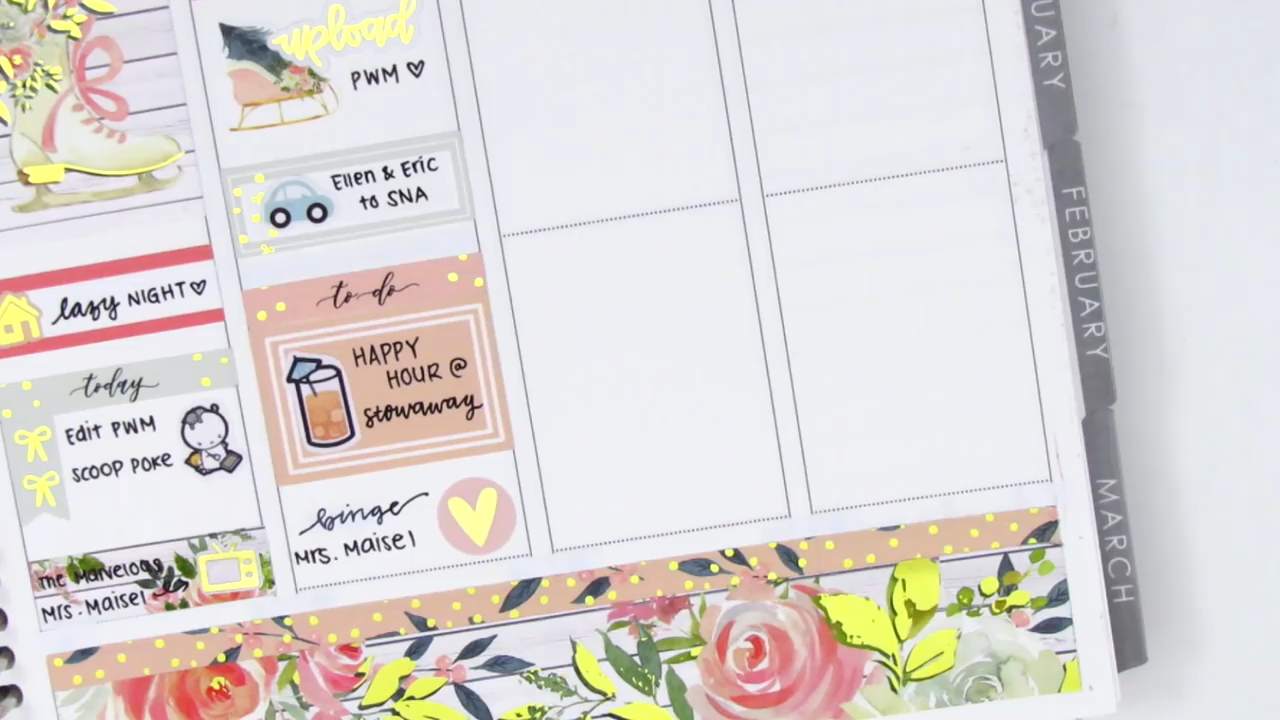 lazy NIGHT
today
Edit PWM
SCOOP POKE
The Marvelous
Mrs. Maisel
upload
PWM
Ellen & Eric
to SNA
to do
HAPPY
HOUR @
stowaway
binge
Mrs. Maisel
UARY
FEBRUARY
MARCH